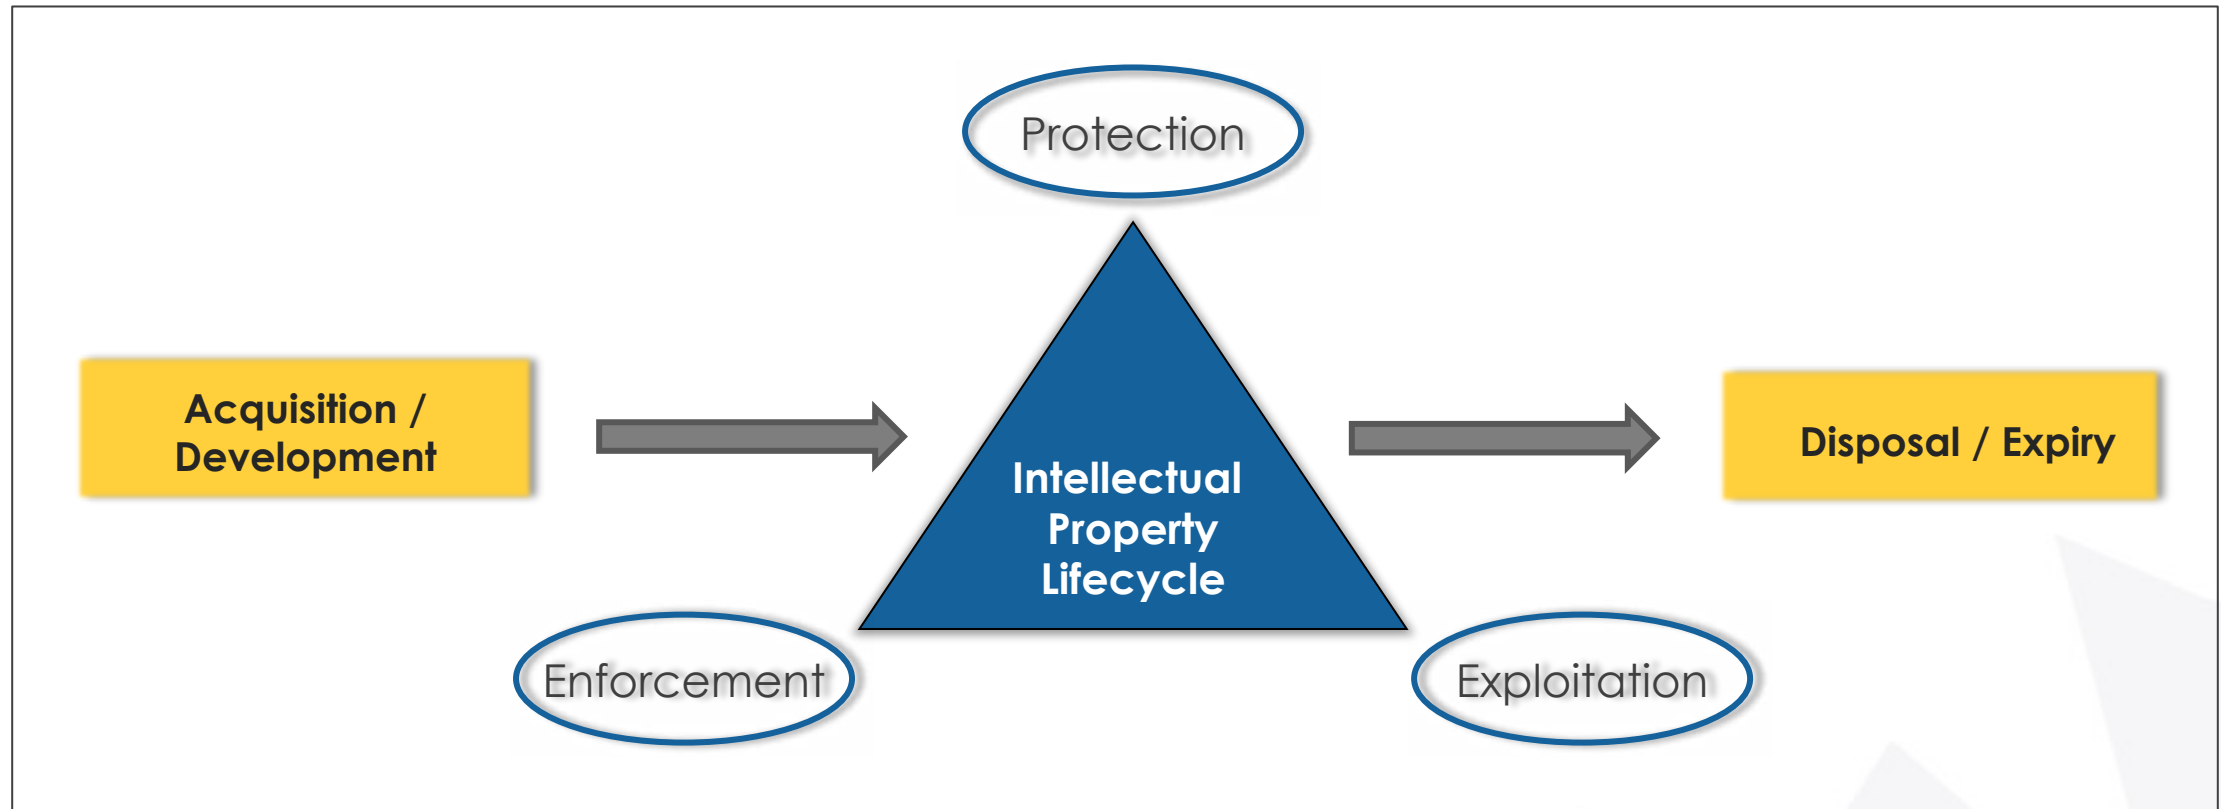 Protection
Acquisition /
Development
Intellectual
Property
Lifecycle
Disposal / Expiry
Enforcement
Exploitation